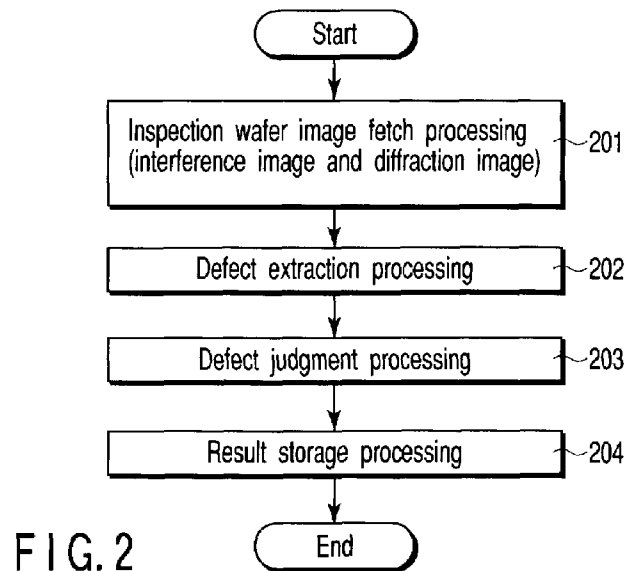 Start
Inspection wafer image fetch processing
(interference image and diffraction image)
201
Defect extraction processing
202
Defect judgment processing
203
Result storage processing
204
End
FIG. 2